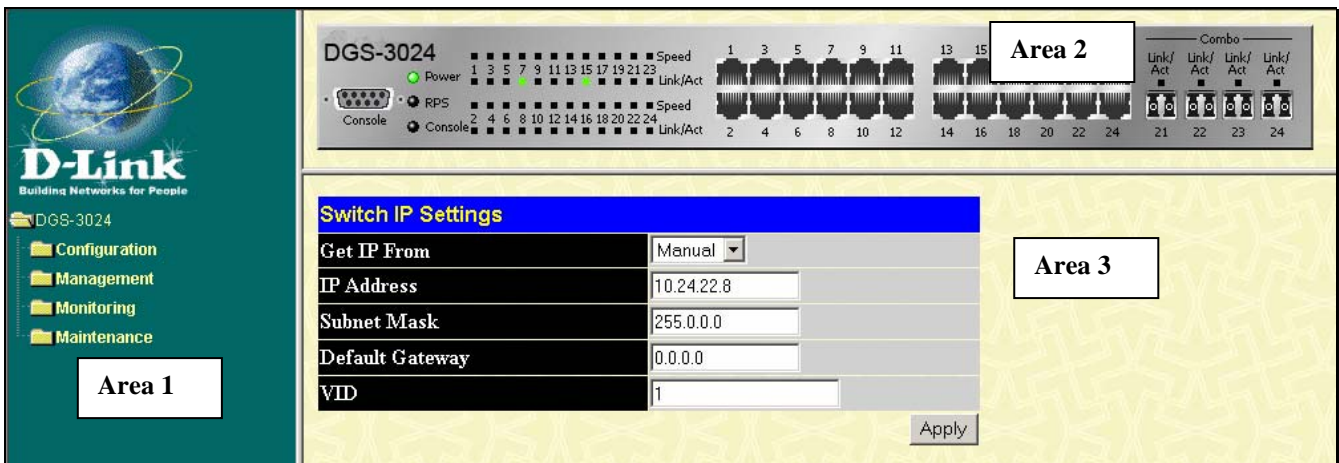 D-Link
Building Networks for People
DGS-3024
Configuration
Management
Monitoring
Maintenance
Area 1
DGS-3024
Speed
Power 1 3 5 7 9 11 13 15 17 19 21 23
Link/Act
RPS
Speed
Console
Console 2 4 6 8 10 12 14 16 18 20 22 24
Link/Act
1 3 5 7 9 11 13 15
2 4 6 8 10 12 14 16 18 20 22 24
Area 2
Combo
Link/Act Link/Act Link/Act Link/Act
21 22 23 24
Switch IP Settings
Get IP From Manual
IP Address 10.24.22.8
Subnet Mask 255.0.0.0
Default Gateway 0.0.0.0
VID 1
Apply
Area 3